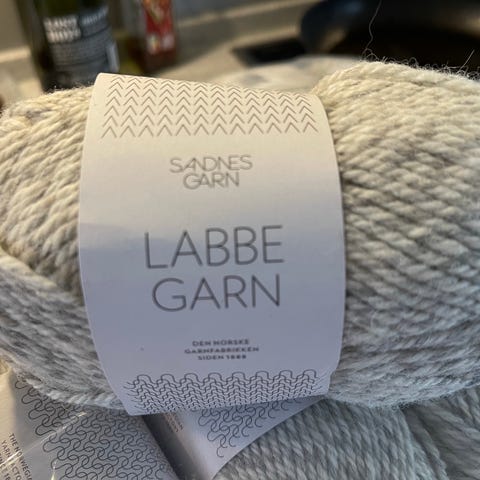 SANDNES
GARN
LABBE
GARN
DEN NORSKE
GARNFABRIKKEN
SIDEN 1888